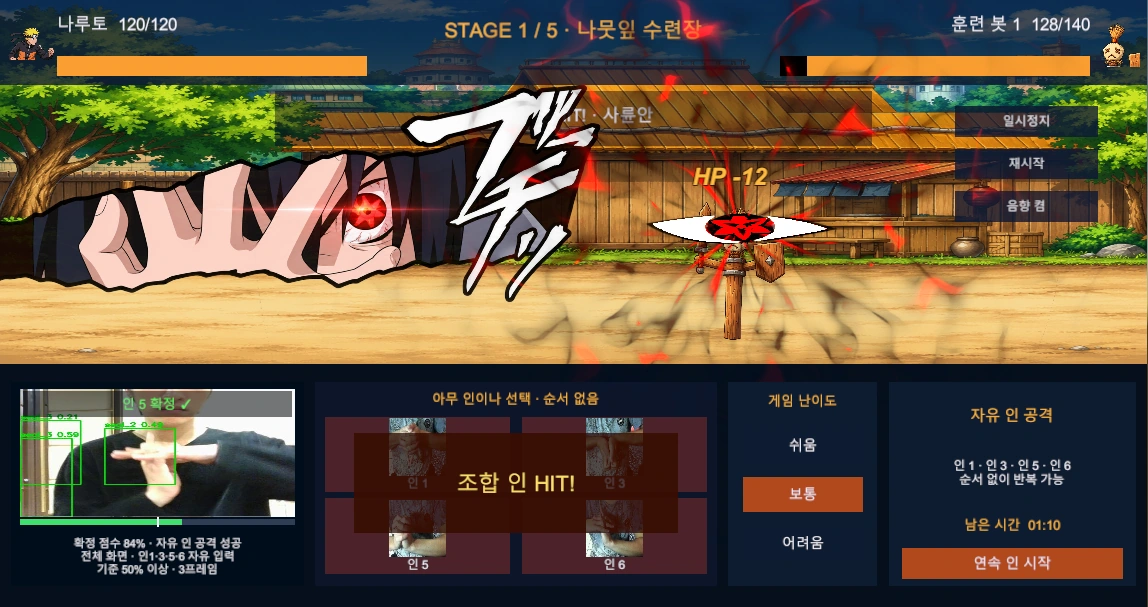 나루토 120/120
STAGE 1 / 5 · 나뭇잎 수련장
훈련 봇 1 128/140
HIT! · 사륜안
일시정지
재시작
음향 켬
HP -12
인 5 확정 ✓
확정 점수 84% · 자유 인 공격 성공
전체 화면 · 인1·3·5·6 자유 입력
기준 50% 이상 · 3프레임
아무 인이나 선택 · 순서 없음
인 1
인 3
조합 인 HIT!
인 5
인 6
게임 난이도
쉬움
보통
어려움
자유 인 공격
인 1 · 인 3 · 인 5 · 인 6
순서 없이 반복 가능
남은 시간 01:10
연속 인 시작